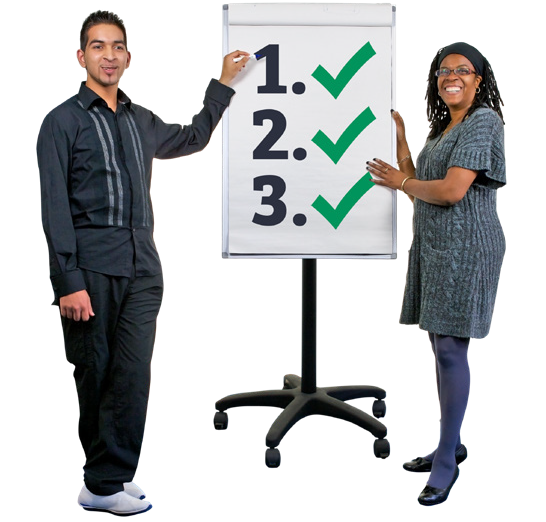 1. ✓
2. ✓
3. ✓